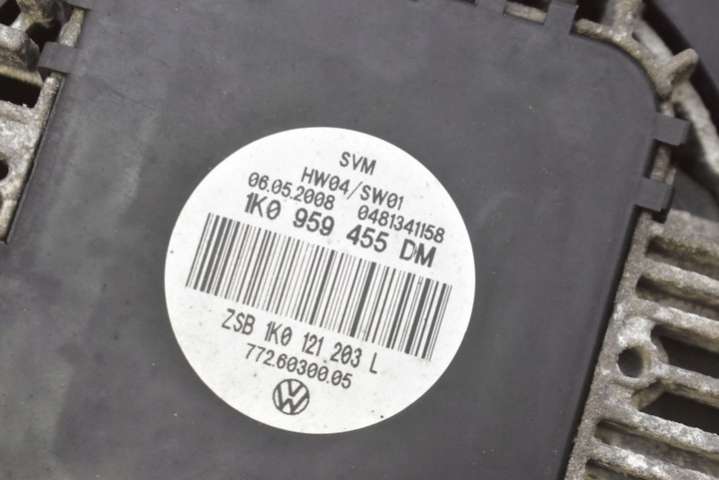 SVM
HW04/SW01
06.05.2008 0481341158
1K0 959 455 DM
ZSB 1K0 121 203 L
772.60300.05